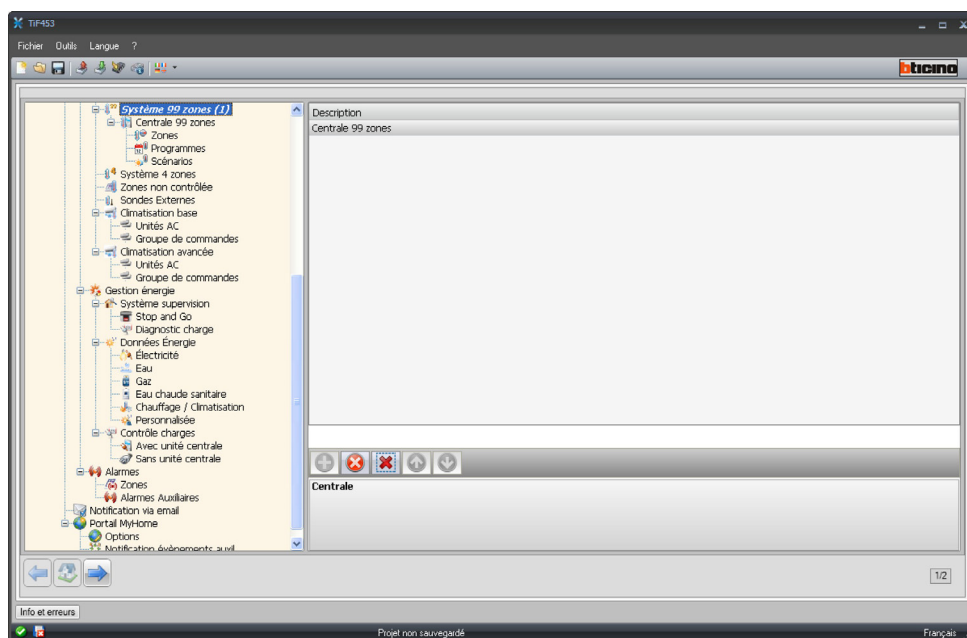 TiF453
Fichier Outils Langue ?
bticino
Système 99 zones (1)
Centrale 99 zones
Zones
Programmes
Scénarios
Système 4 zones
Zones non contrôlée
Sondes Externes
Climatisation base
Unités AC
Groupe de commandes
Climatisation avancée
Unités AC
Groupe de commandes
Gestion énergie
Système supervision
Stop and Go
Diagnostic charge
Données Énergie
Électricité
Eau
Gaz
Eau chaude sanitaire
Chauffage / Climatisation
Personnalisée
Contrôle charges
Avec unité centrale
Sans unité centrale
Alarmes
Zones
Alarmes Auxiliaires
Notification via email
Portail MyHome
Options
Notification évènements auxil
Description
Centrale 99 zones
Centrale
1/2
Info et erreurs
Projet non sauvegardé
Français